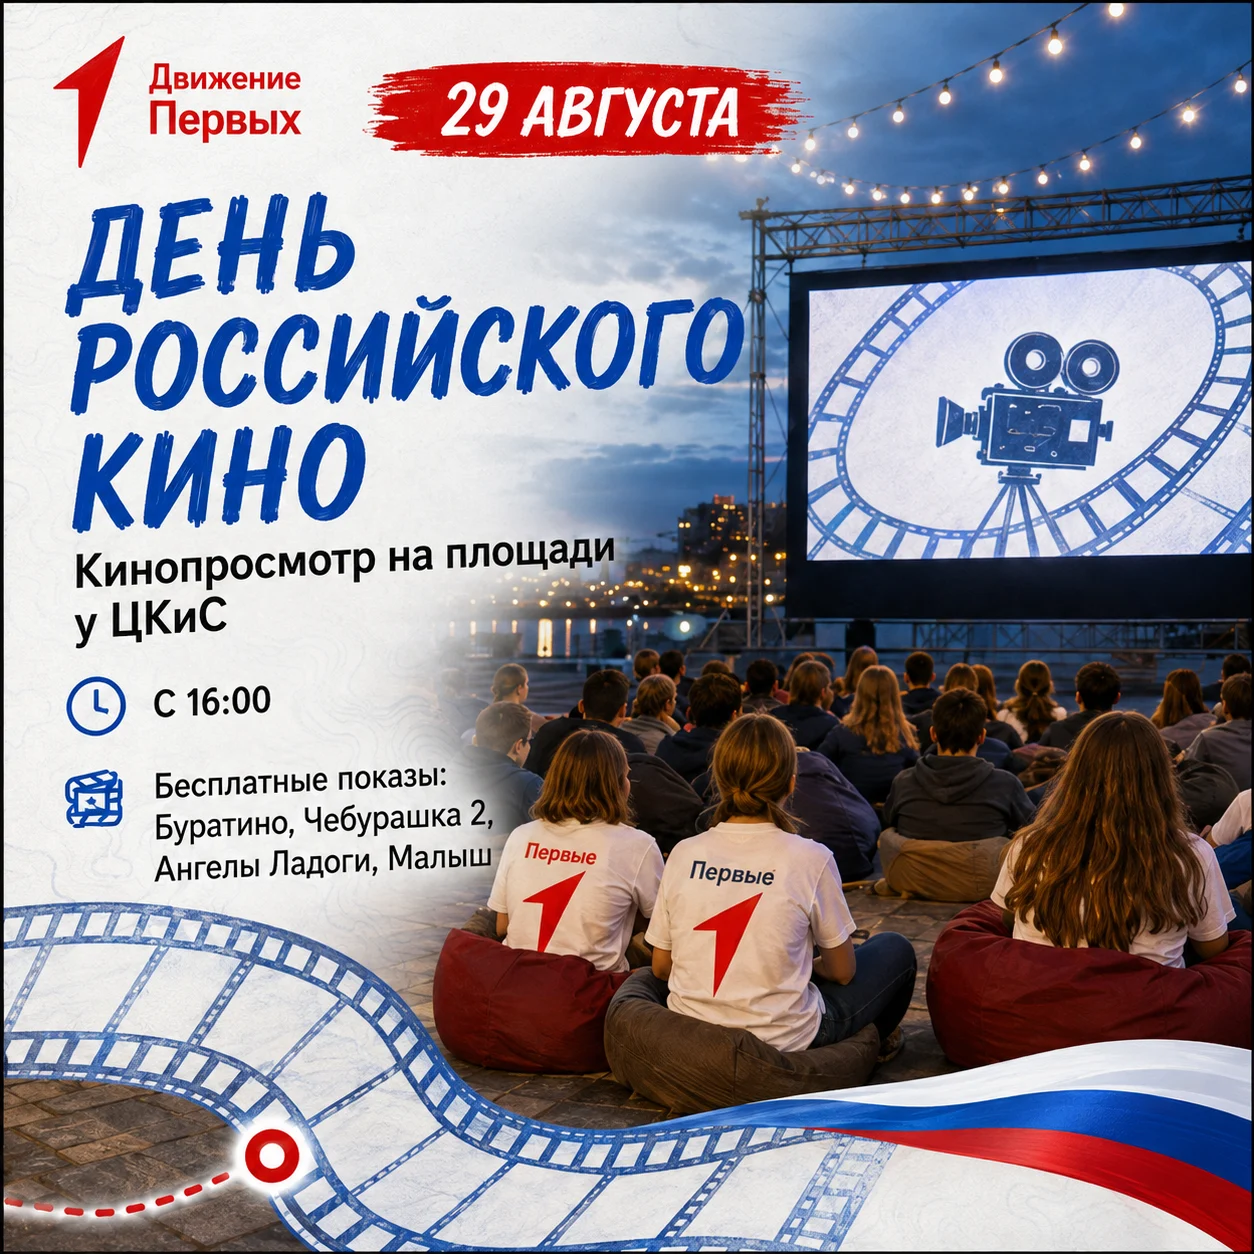 Движение
Первых
29 АВГУСТА
ДЕНЬ
РОССИЙСКОГО
КИНО
Кинопросмотр на площади
у ЦКиС
С 16:00
Бесплатные показы:
Буратино, Чебурашка 2,
Ангелы Ладоги, Малыш
Первые
Первые